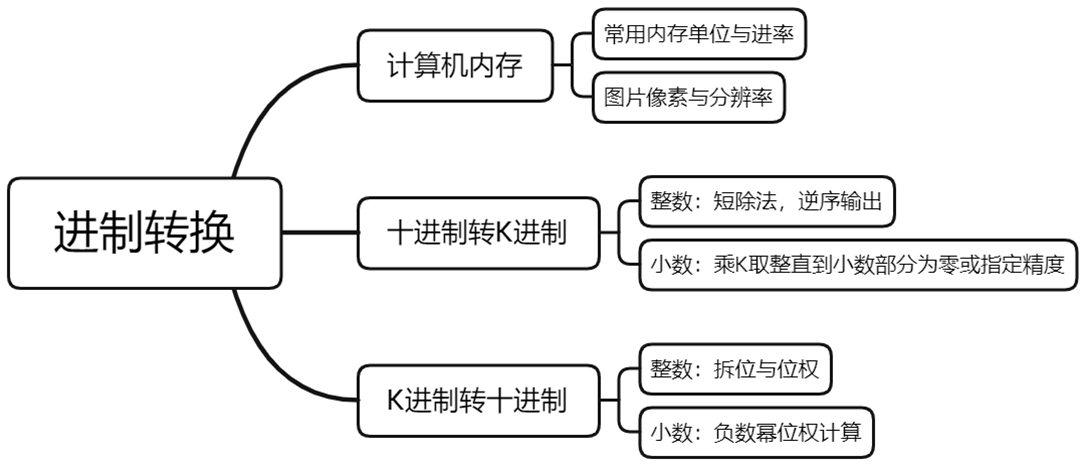 进制转换
计算机内存
常用内存单位与进率
图片像素与分辨率
十进制转K进制
整数：短除法，逆序输出
小数：乘K取整直到小数部分为零或指定精度
K进制转十进制
整数：拆位与位权
小数：负数幂位权计算